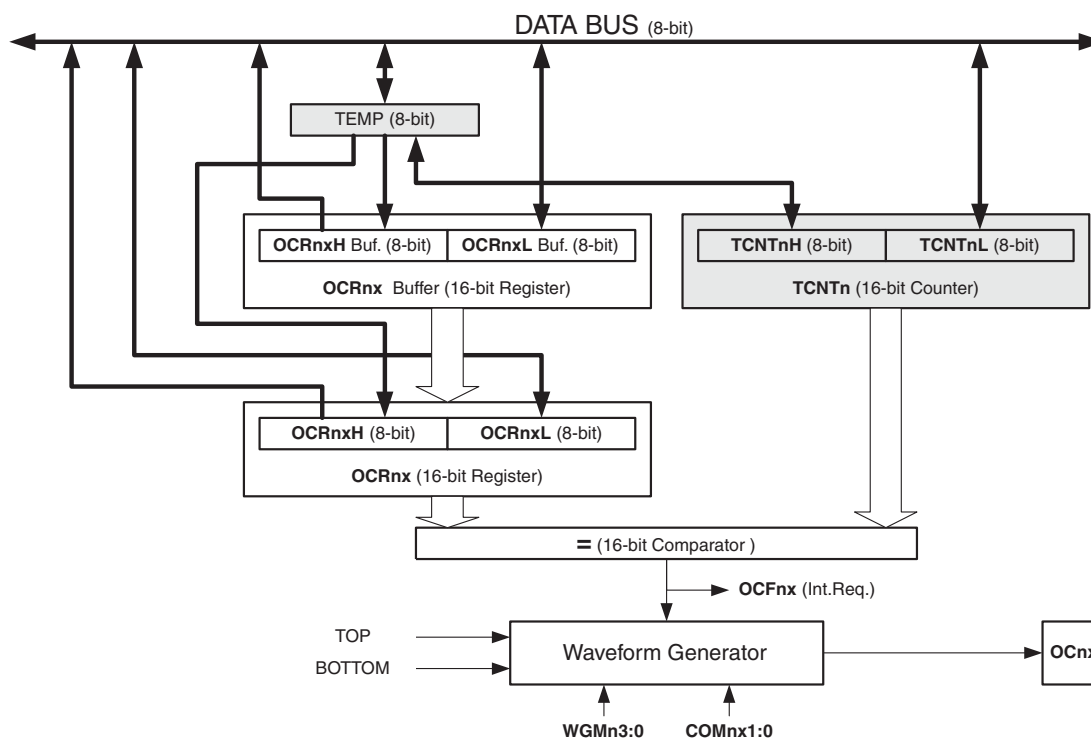 DATA BUS (8-bit)
TEMP (8-bit)
OCRnxH Buf. (8-bit)
OCRnxL Buf. (8-bit)
TCNTnH (8-bit)
TCNTnL (8-bit)
OCRnx Buffer (16-bit Register)
TCNTn (16-bit Counter)
OCRnxH (8-bit)
OCRnxL (8-bit)
OCRnx (16-bit Register)
= (16-bit Comparator )
OCFnx (Int.Req.)
TOP
BOTTOM
Waveform Generator
OCnx
WGMn3:0
COMnx1:0